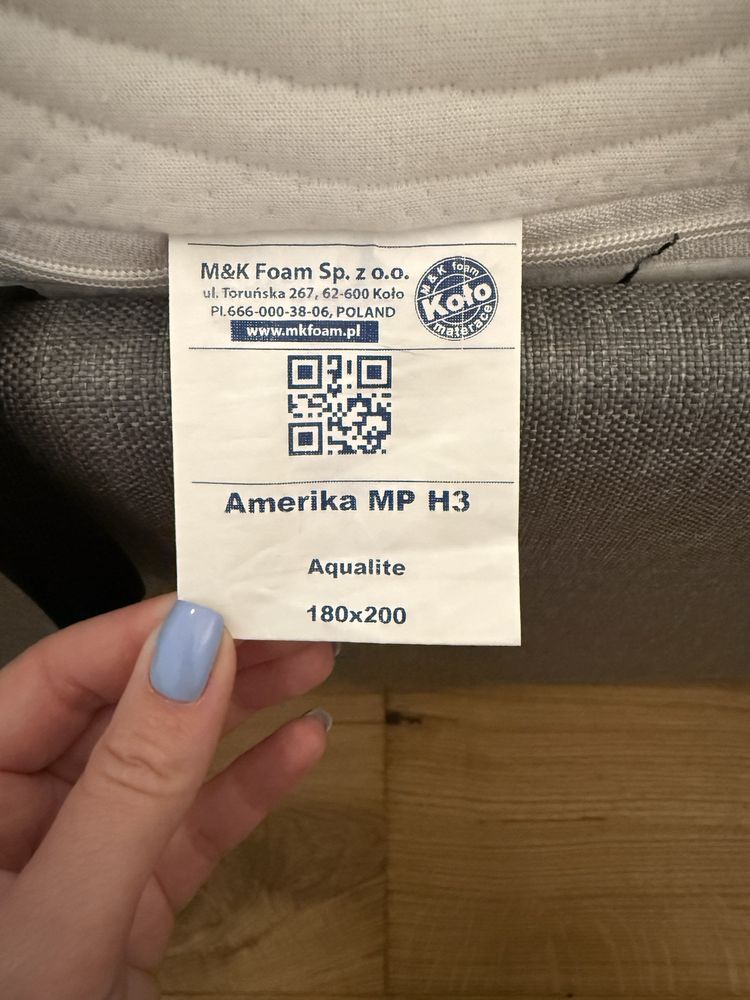 M&K Foam Sp. z o.o.
ul. Toruńska 267, 62-600 Koło
Pl.666-000-38-06, POLAND
www.mkfoam.pl
M & K foam
Koło
materace
Amerika MP H3
Aqualite
180x200